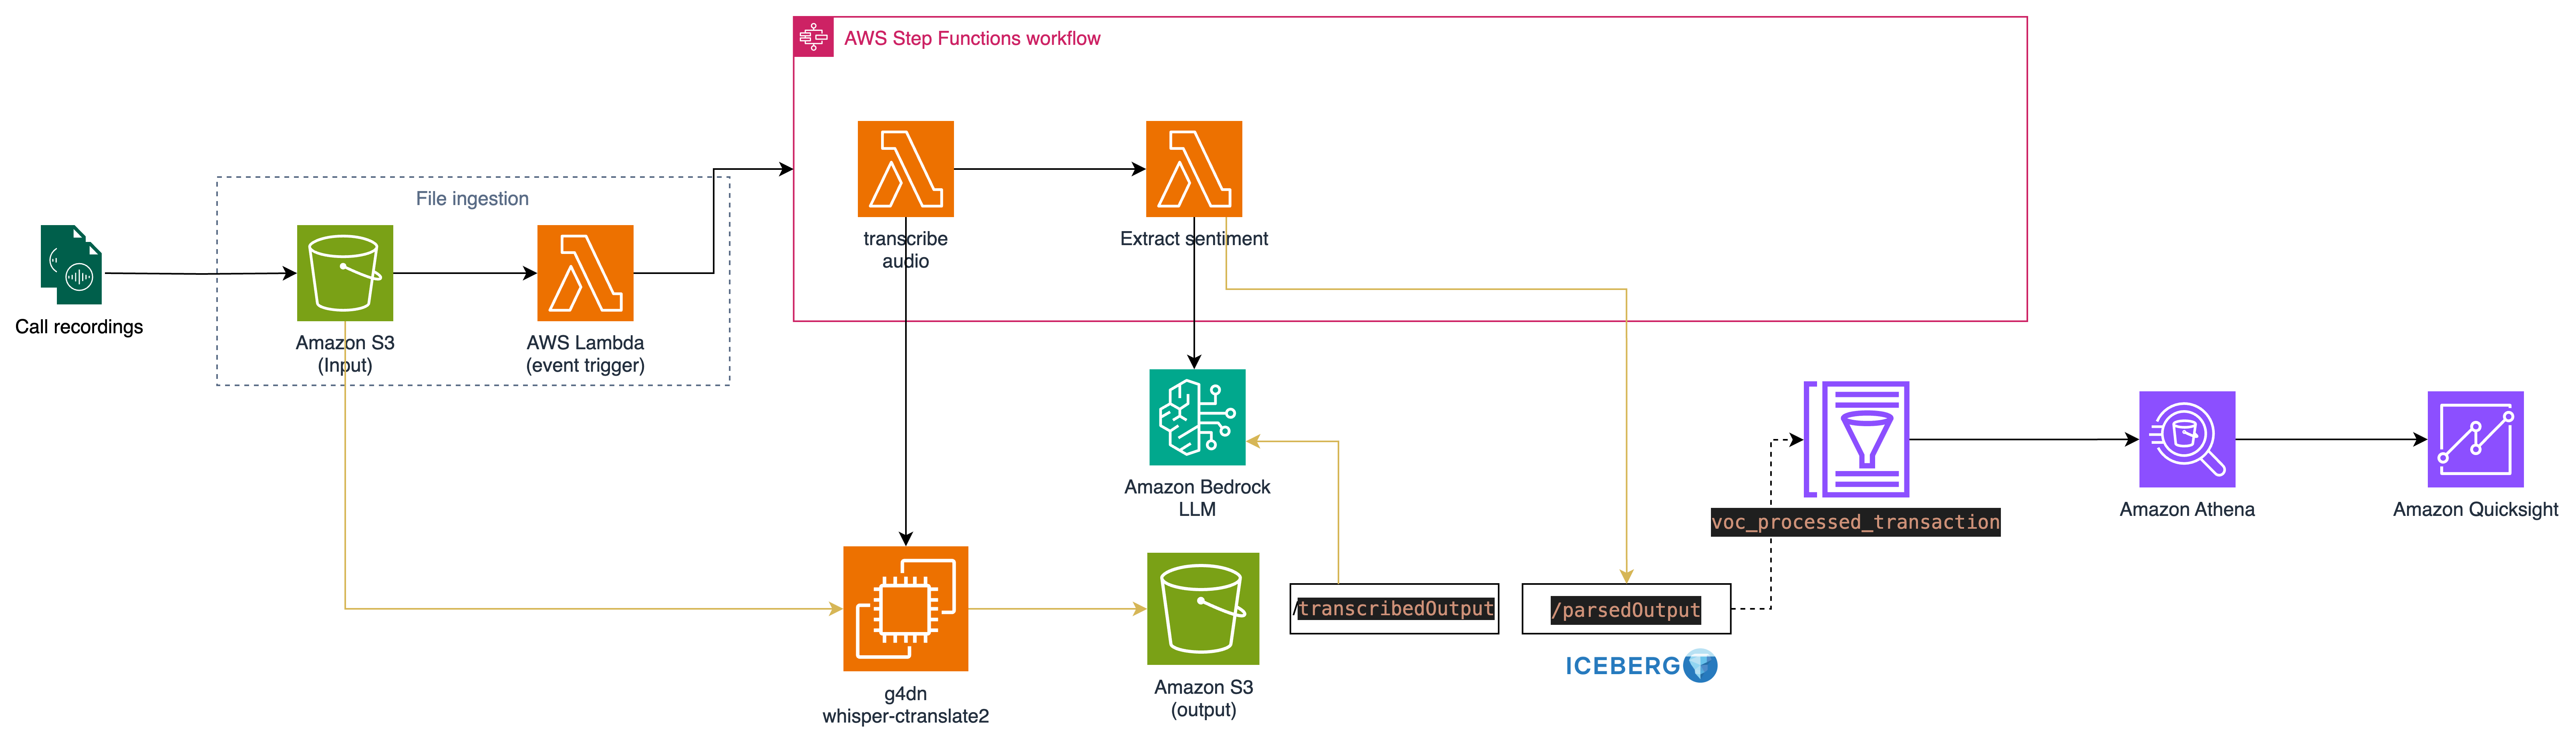 AWS Step Functions workflow
File ingestion
transcribe
audio
Extract sentiment
Call recordings
Amazon S3
(Input)
AWS Lambda
(event trigger)
Amazon Bedrock
LLM
voc_processed_transaction
Amazon Athena
Amazon Quicksight
/transcribedOutput
/parsedOutput
ICEBERG
g4dn
whisper-ctranslate2
Amazon S3
(output)